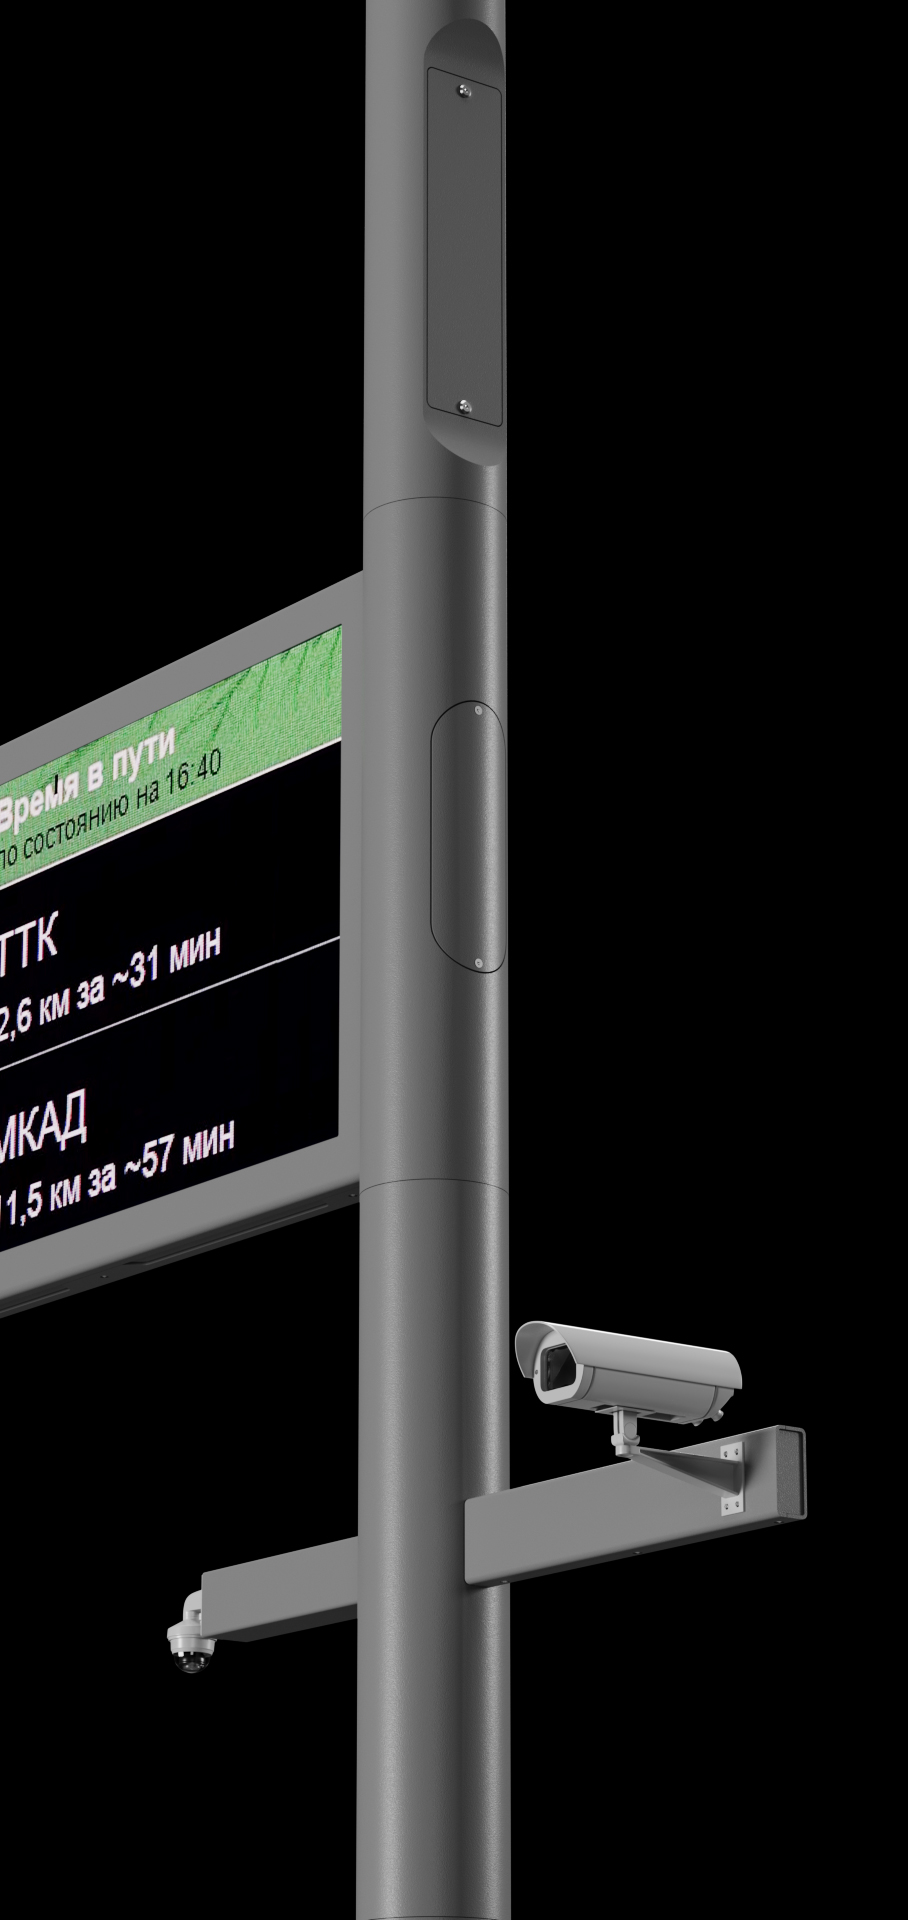 Время в пути
по состоянию на 16:40
ТТК
2,6 км за ~31 мин
МКАД
11,5 км за ~57 мин